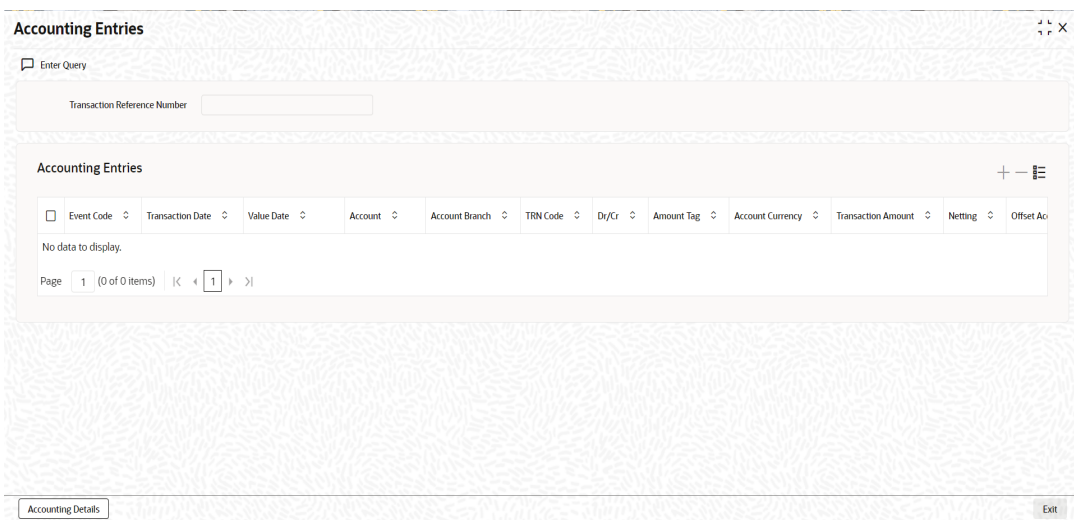 Accounting Entries
Enter Query
Transaction Reference Number
Accounting Entries
Event Code Transaction Date Value Date Account Account Branch TRN Code Dr/Cr Amount Tag Account Currency Transaction Amount Netting Offset Acc
No data to display.
Page 1 (0 of 0 items) 1
Accounting Details Exit